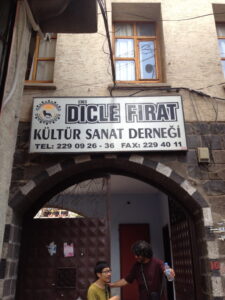 DİCLE FIRAT
KÜLTÜR SANAT DERNEĞİ
TEL: 229 09 26 - 36 FAX: 229 40 11